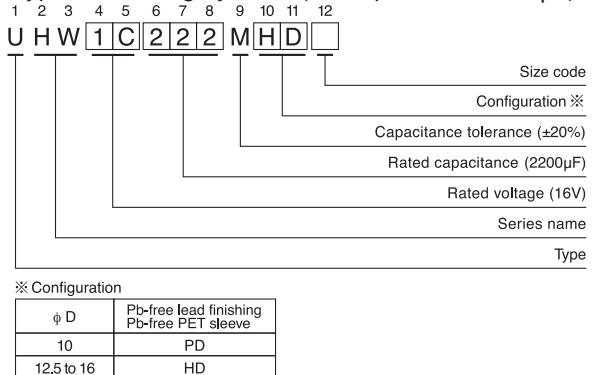 1 2 3 4 5 6 7 8 9 10 11 12
U H W 1 C 2 2 2 M H D
Size code
Configuration ※
Capacitance tolerance (±20%)
Rated capacitance (2200µF)
Rated voltage (16V)
Series name
Type
※ Configuration
ϕ D
Pb-free lead finishing
Pb-free PET sleeve
10 PD
12.5 to 16 HD